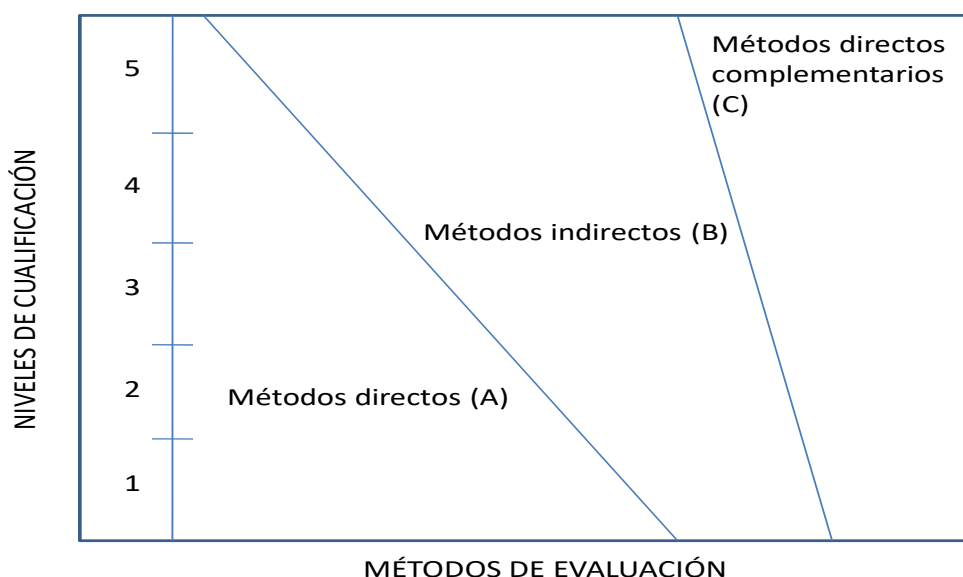 Métodos directos
complementarios
(C)
5
4
Métodos indirectos (B)
3
2
Métodos directos (A)
1
NIVELES DE CUALIFICACIÓN
MÉTODOS DE EVALUACIÓN